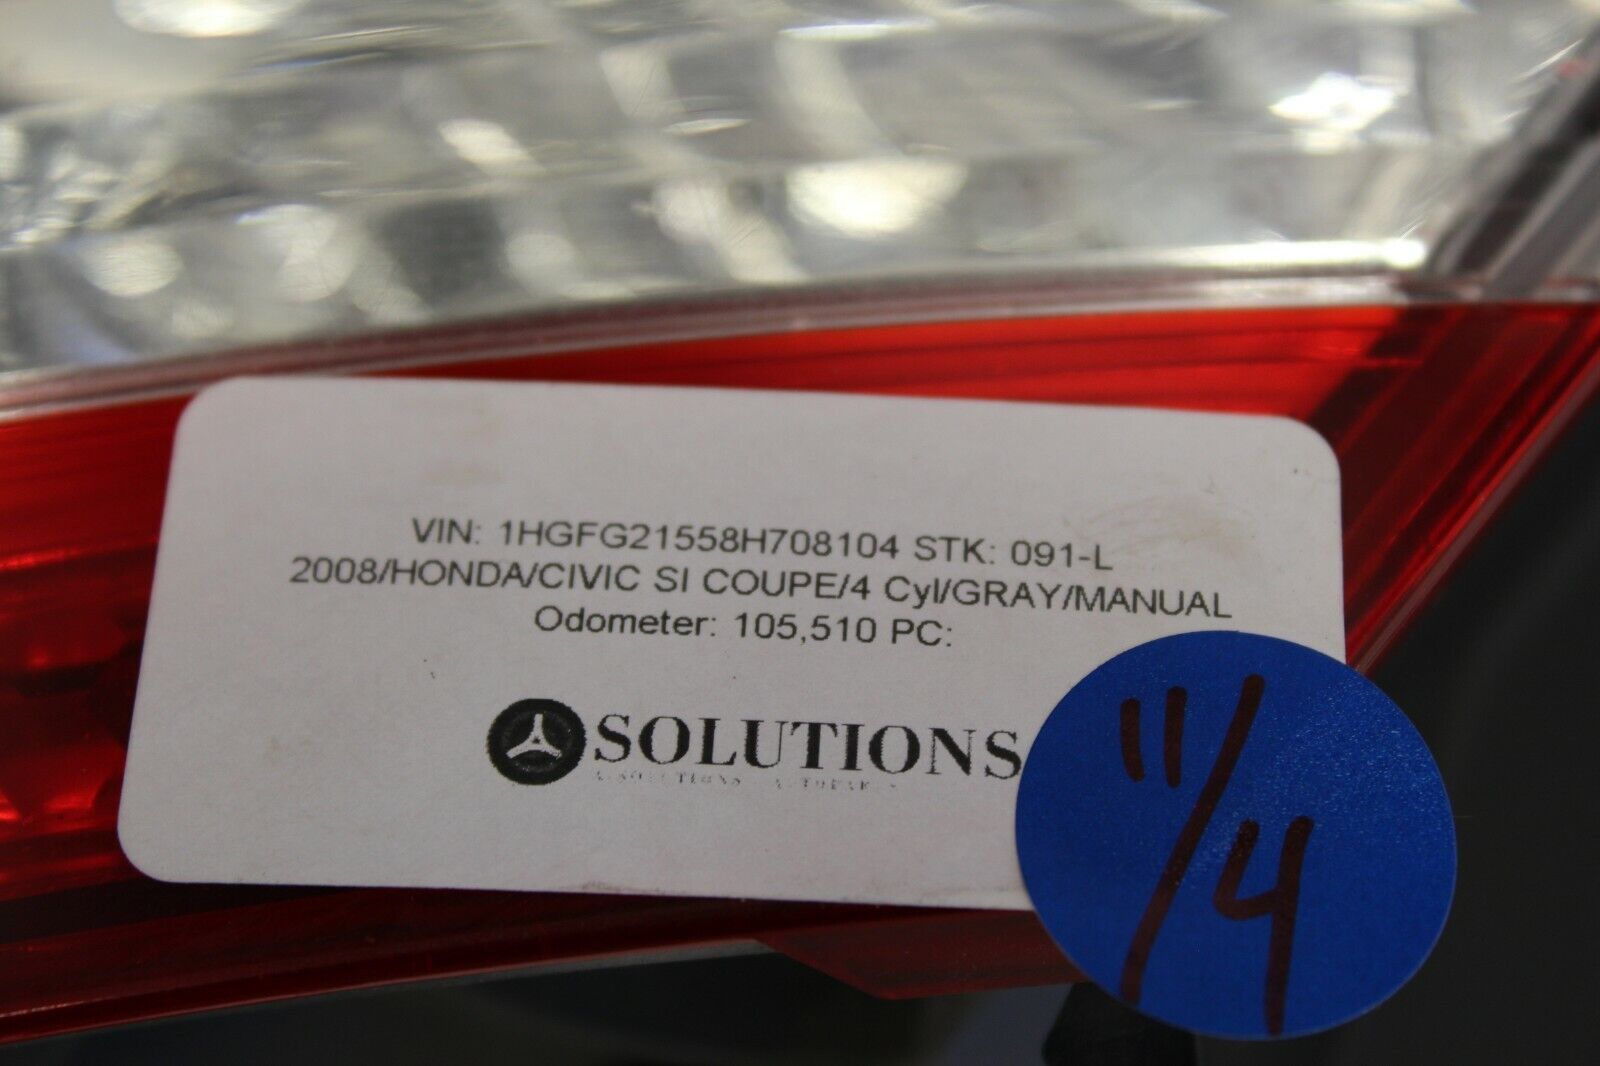 VIN: 1HGFG21558H708104 STK: 091-L
2008/HONDA/CIVIC SI COUPE/4 Cyl/GRAY/MANUAL
Odometer: 105,510 PC:
SOLUTIONS
11/4